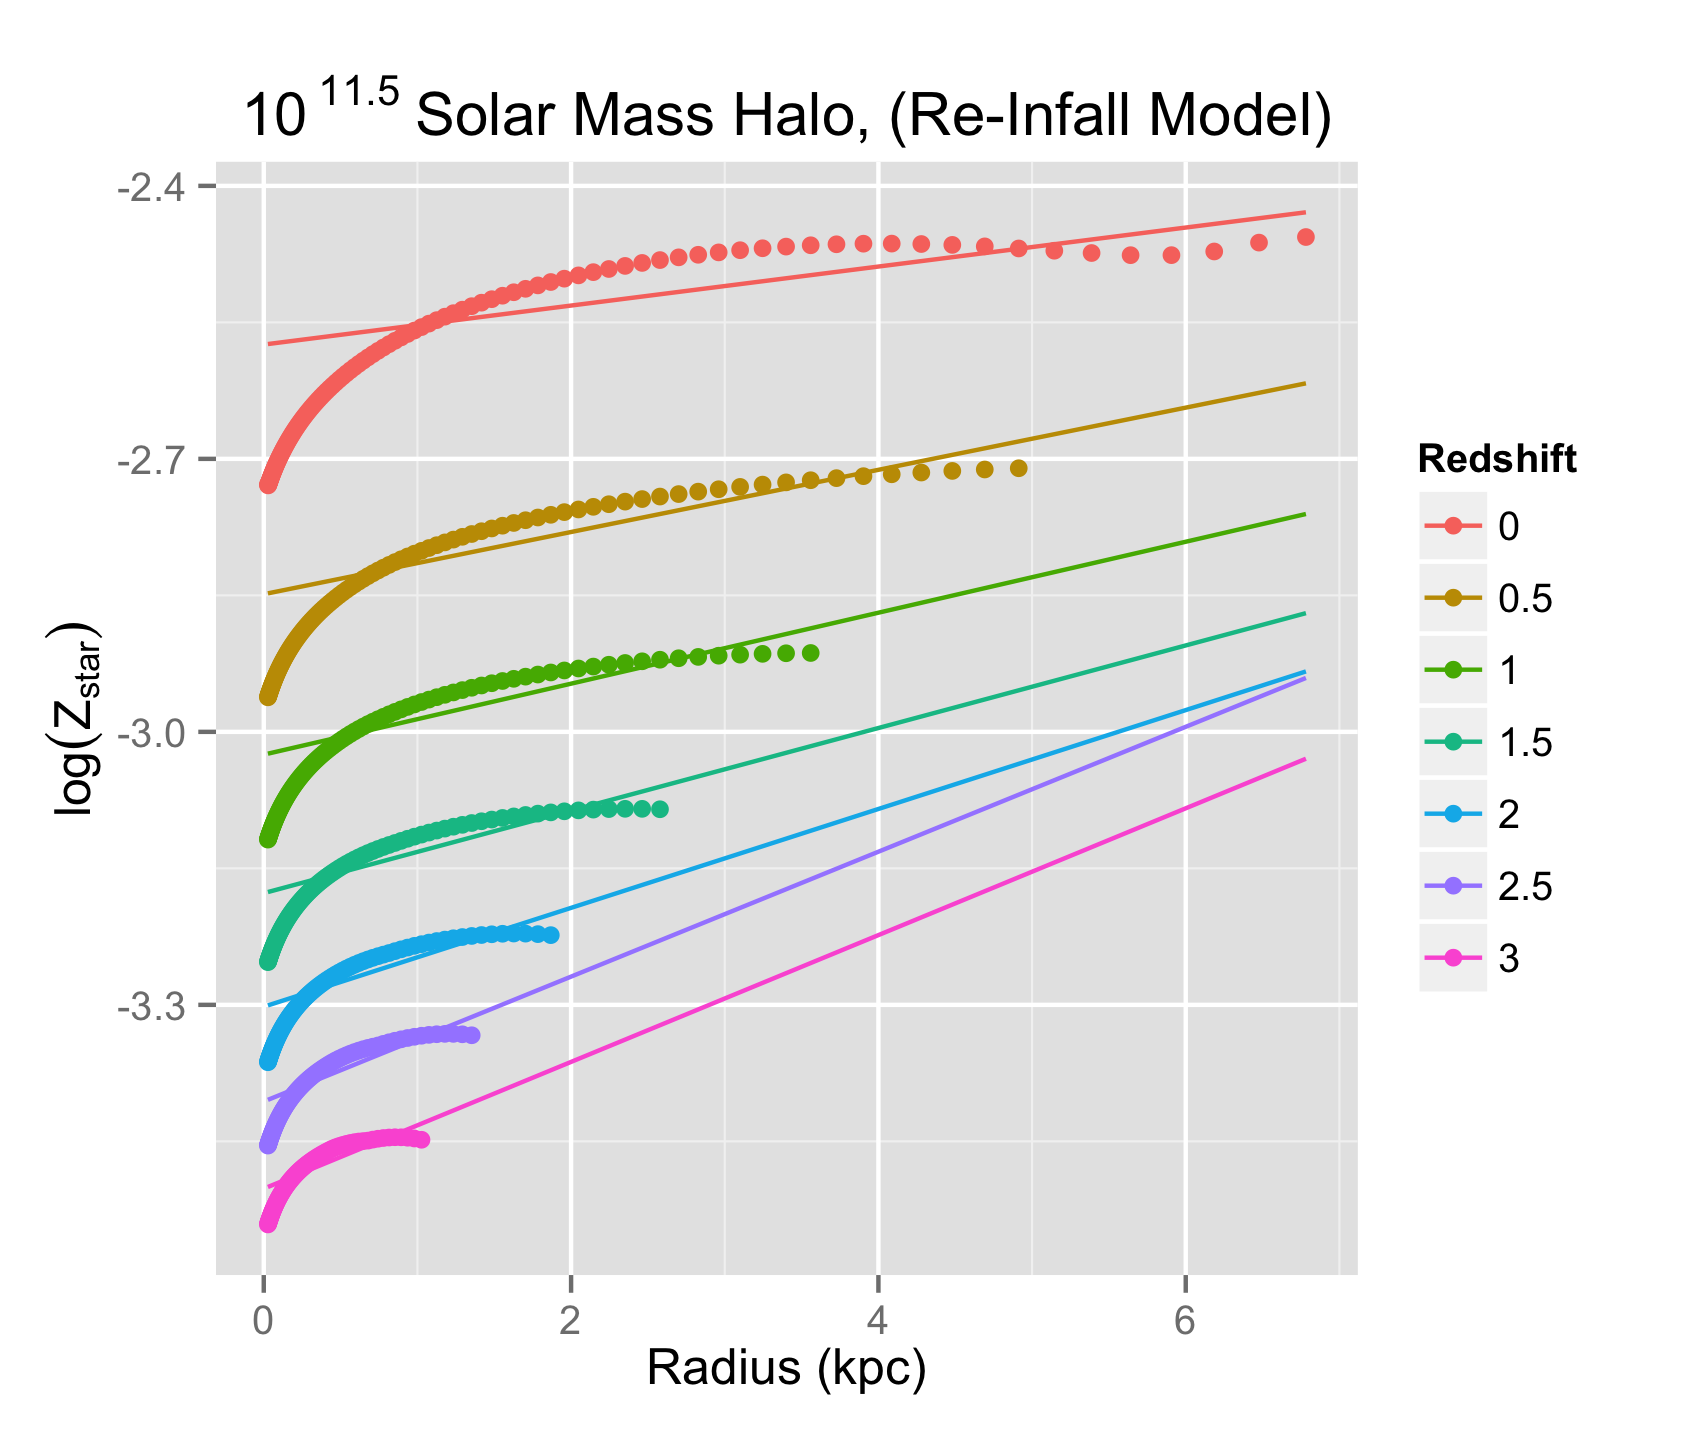 10 11.5 Solar Mass Halo, (Re-Infall Model)
-2.4
-2.7
-3.0
-3.3
log(Zstar)
0 2 4 6
Radius (kpc)
Redshift
0
0.5
1
1.5
2
2.5
3